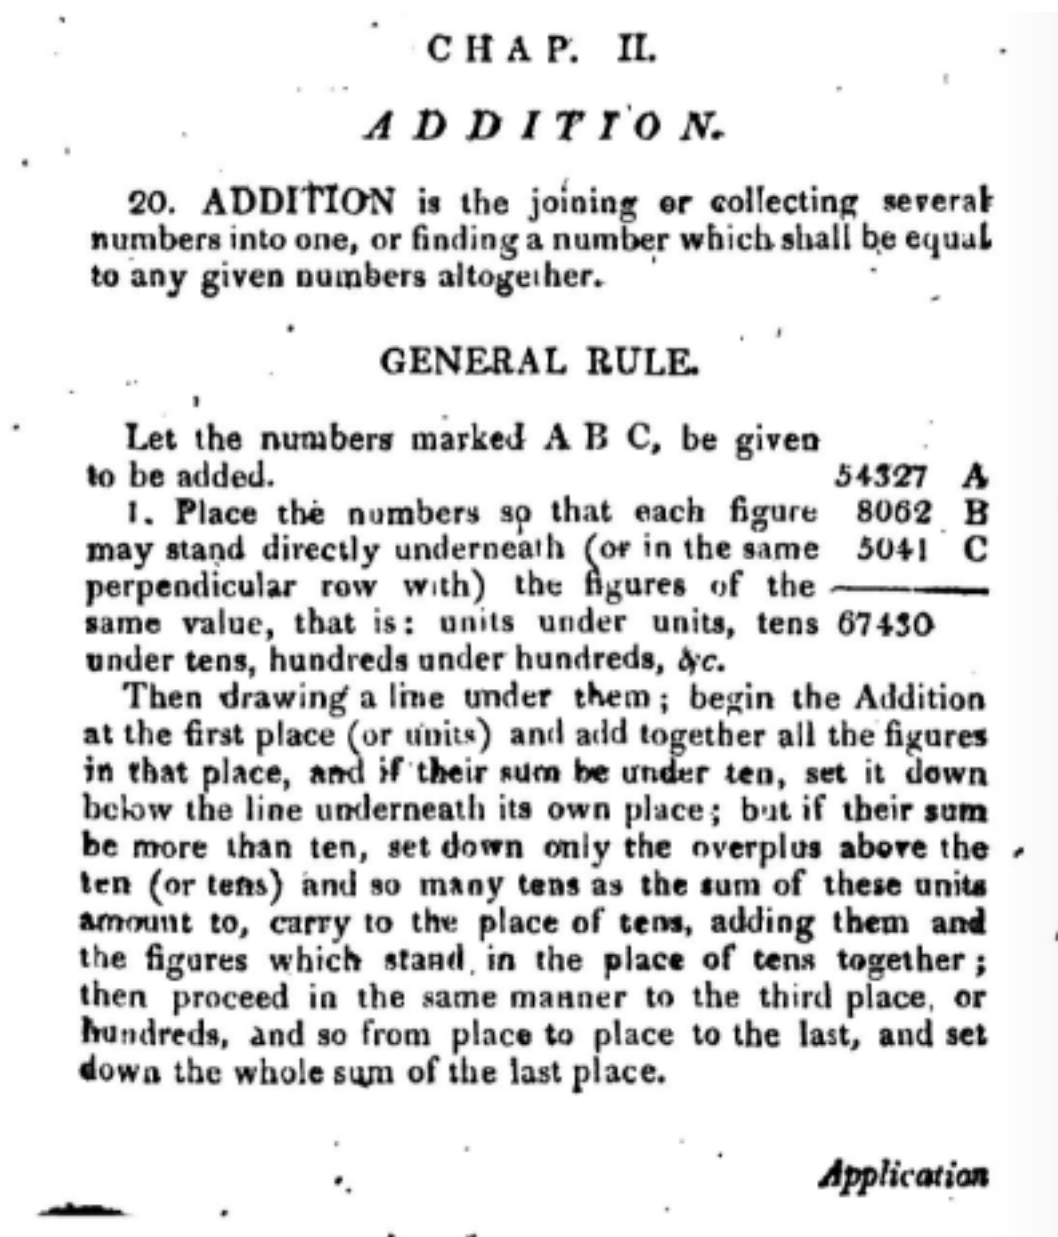 CHAP. II.
ADDITION.
20. ADDITION is the joining or collecting several
numbers into one, or finding a number which shall be equal
to any given numbers altogether.
GENERAL RULE.
Let the numbers marked A B C, be given
to be added. 54327 A
1. Place the numbers so that each figure 8062 B
may stand directly underneath (or in the same 5041 C
perpendicular row with) the figures of the
same value, that is: units under units, tens 67430
under tens, hundreds under hundreds, &c.
Then drawing a line under them; begin the Addition
at the first place (or units) and add together all the figures
in that place, and if their sum be under ten, set it down
below the line underneath its own place; but if their sum
be more than ten, set down only the overplus above the
ten (or tens) and so many tens as the sum of these units
amount to, carry to the place of tens, adding them and
the figures which stand in the place of tens together;
then proceed in the same manner to the third place, or
hundreds, and so from place to place to the last, and set
down the whole sum of the last place.
Application